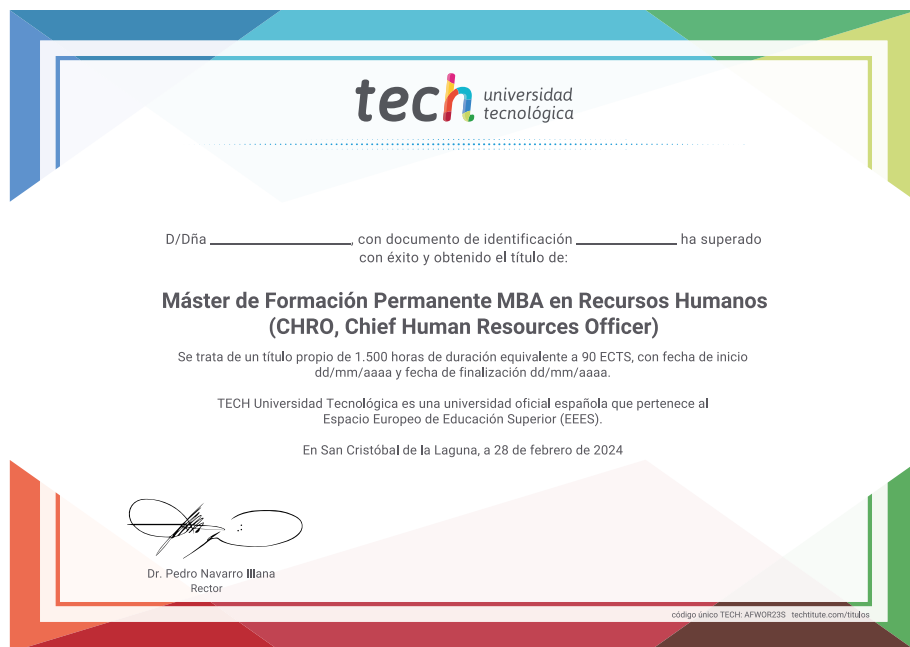 tech universidad
tecnológica
D/Dña ____________________, con documento de identificación ______________ ha superado
con éxito y obtenido el título de:
Máster de Formación Permanente MBA en Recursos Humanos
(CHRO, Chief Human Resources Officer)
Se trata de un título propio de 1.500 horas de duración equivalente a 90 ECTS, con fecha de inicio
dd/mm/aaaa y fecha de finalización dd/mm/aaaa.
TECH Universidad Tecnológica es una universidad oficial española que pertenece al
Espacio Europeo de Educación Superior (EEES).
En San Cristóbal de la Laguna, a 28 de febrero de 2024
Dr. Pedro Navarro Illana
Rector
código único TECH: AFWOR23S techtitute.com/titulos